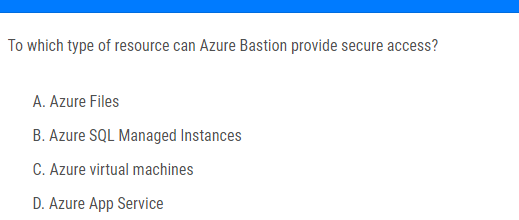 To which type of resource can Azure Bastion provide secure access?
A. Azure Files
B. Azure SQL Managed Instances
C. Azure virtual machines
D. Azure App Service